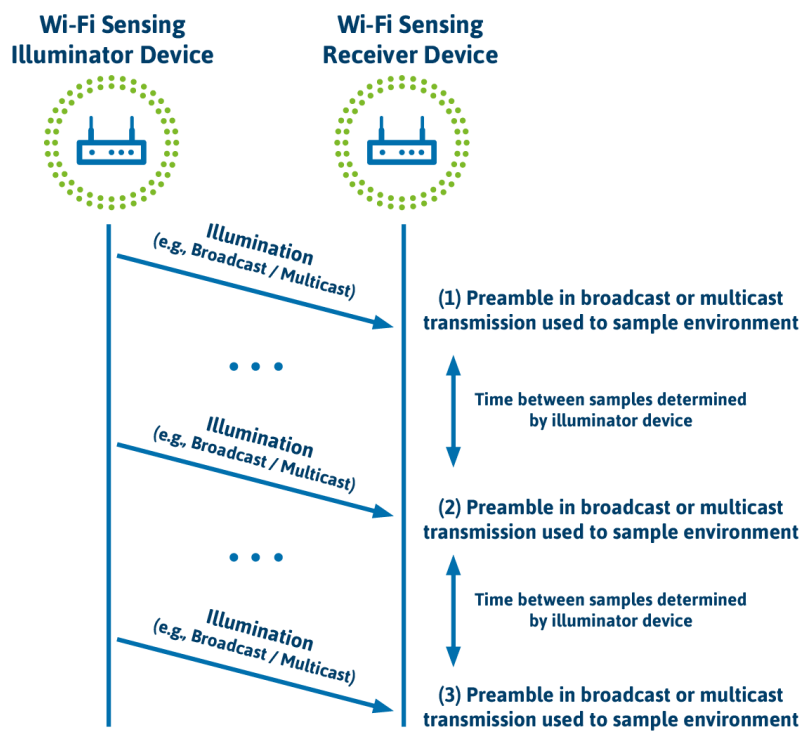 Wi-Fi Sensing
Illuminator Device
Wi-Fi Sensing
Receiver Device
Illumination
(e.g., Broadcast / Multicast)
(1) Preamble in broadcast or multicast
transmission used to sample environment
Time between samples determined
by illuminator device
Illumination
(e.g., Broadcast / Multicast)
(2) Preamble in broadcast or multicast
transmission used to sample environment
Time between samples determined
by illuminator device
Illumination
(e.g., Broadcast / Multicast)
(3) Preamble in broadcast or multicast
transmission used to sample environment